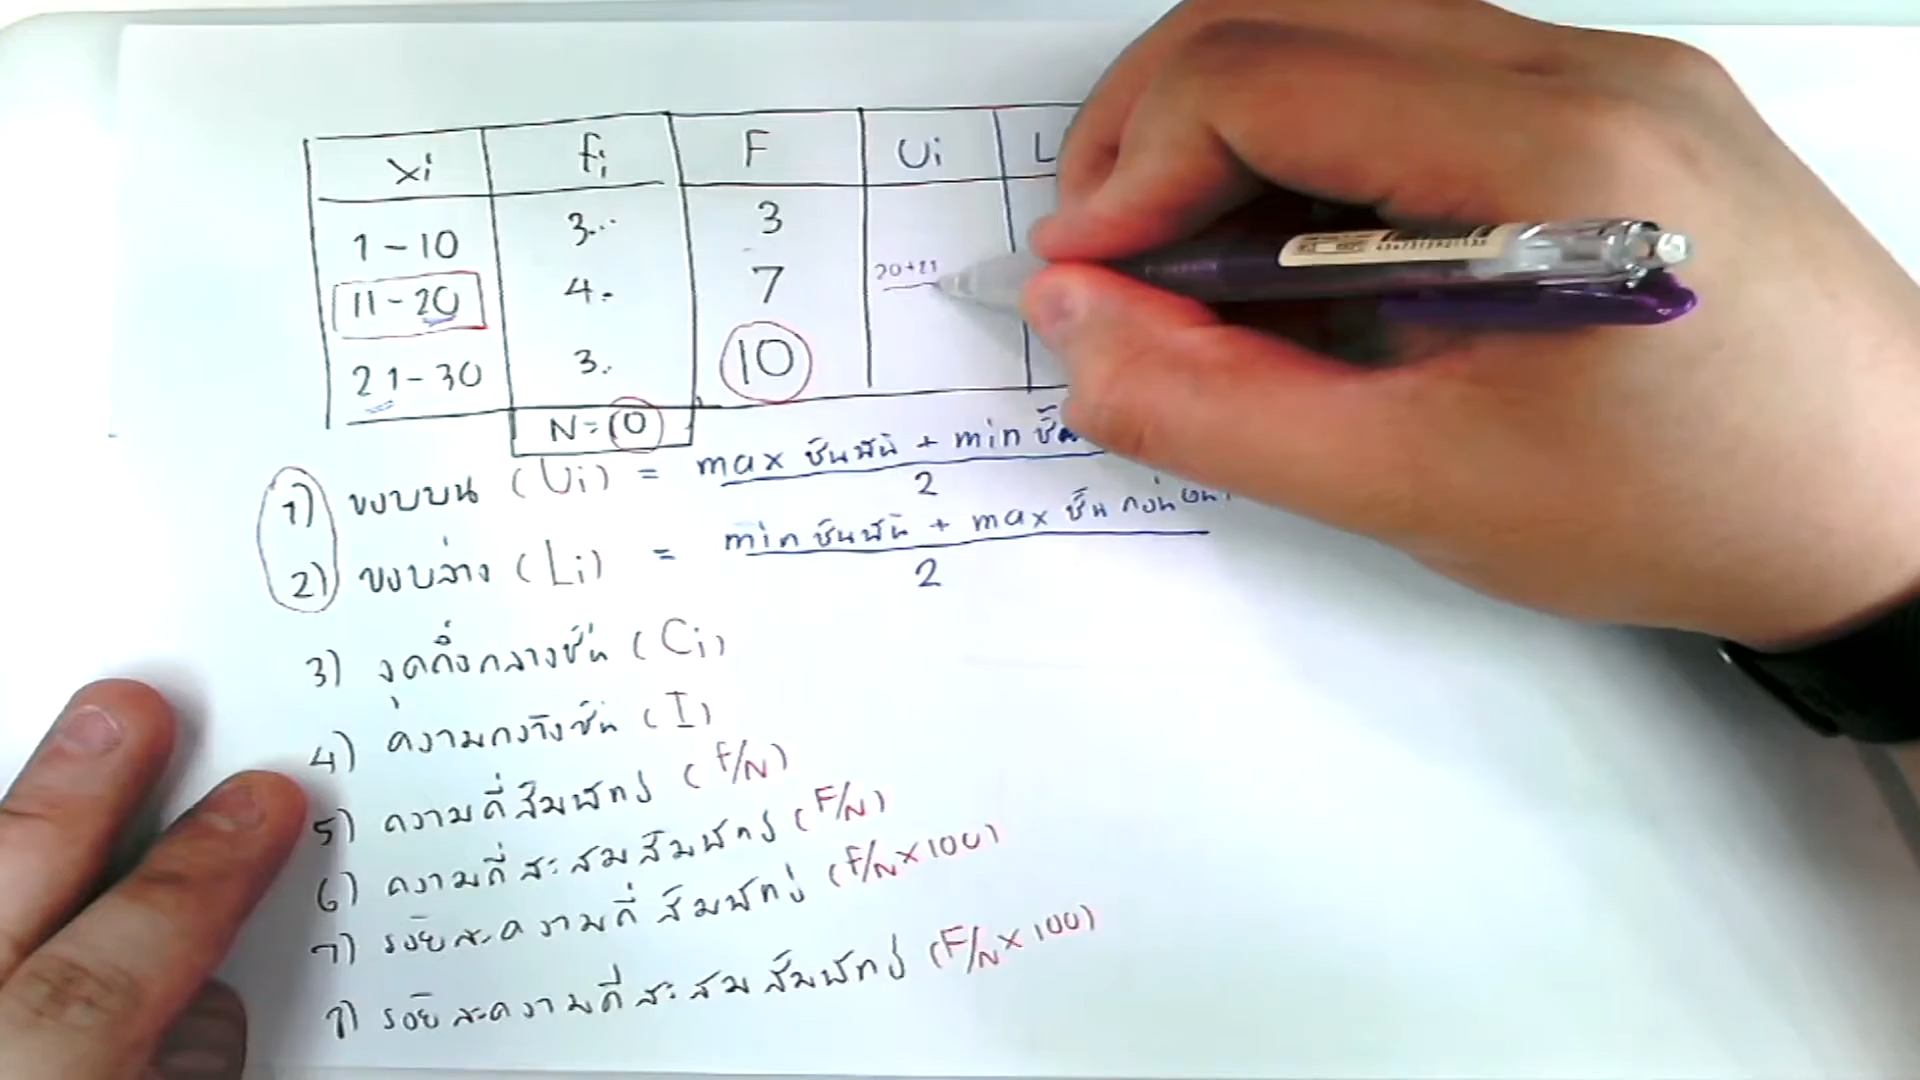 xi fi F Ui L
1-10 3.. 3
11-20 4. 7 20+21
21-30 3. 10
N=10
1) ขอบบน (Ui) = max ชั้นมัน + min ชั้น
2
2) ขอบล่าง (Li) = min ชั้นมัน + max ชั้นก่อนหน้า
2
3) จุดกึ่งกลางชั้น (Ci)
4) ความกว้างชั้น (I)
5) ความถี่สัมพัทธ์ (f/N)
6) ความถี่สะสมสัมพัทธ์ (F/N)
7) ร้อยละความถี่สัมพัทธ์ (f/N×100)
8) ร้อยละความถี่สะสมสัมพัทธ์ (F/N×100)